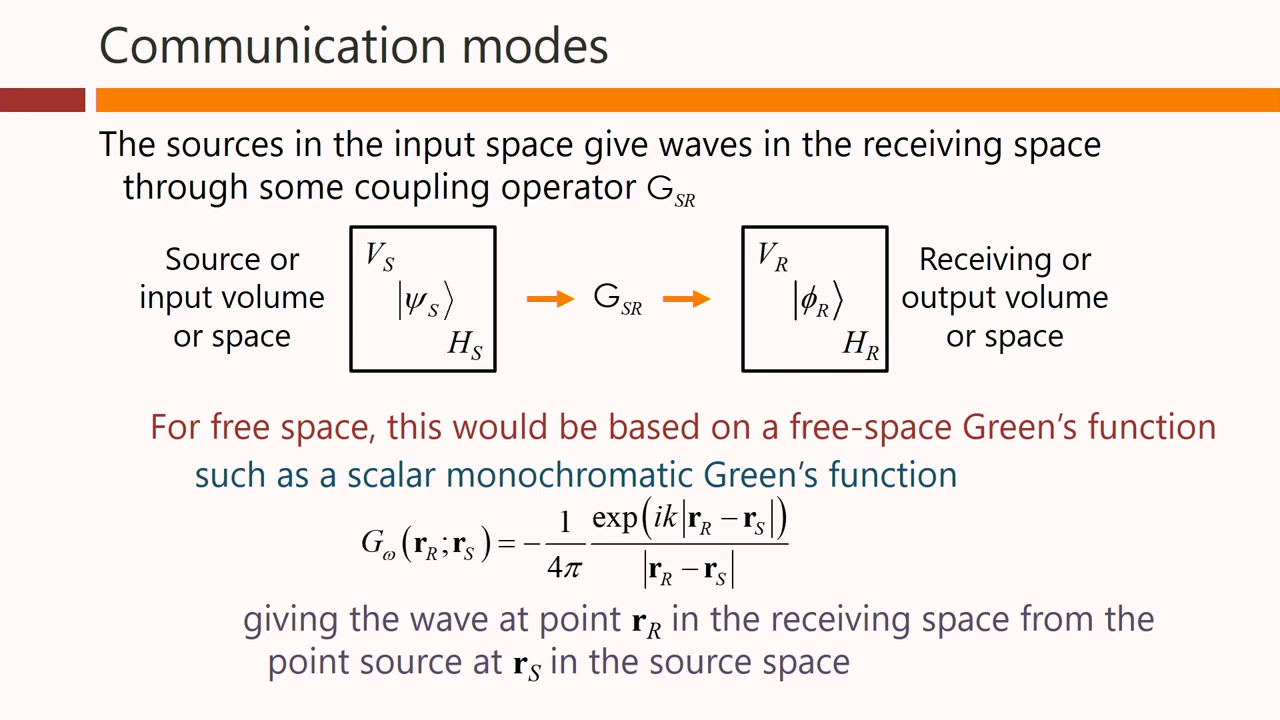 Communication modes
The sources in the input space give waves in the receiving space
through some coupling operator G_SR
Source or
input volume
or space
V_S
|ψ_S⟩
H_S
G_SR
V_R
|ϕ_R⟩
H_R
Receiving or
output volume
or space
For free space, this would be based on a free-space Green’s function
such as a scalar monochromatic Green’s function
G_ω(r_R;r_S) = −(1/4π) exp(ik|r_R − r_S|)/|r_R − r_S|
giving the wave at point r_R in the receiving space from the
point source at r_S in the source space